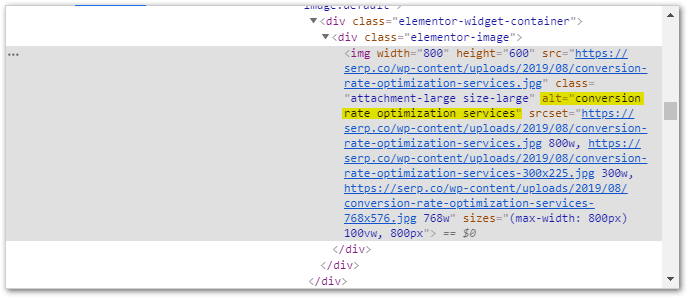 image.default">
▼<div class="elementor-widget-container">
▼<div class="elementor-image">
… <img width="800" height="600" src="https://
serp.co/wp-content/uploads/2019/08/conversion-
rate-optimization-services.jpg" class=
"attachment-large size-large" alt="conversion
rate optimization services" srcset="https://
serp.co/wp-content/uploads/2019/08/conversion-
rate-optimization-services.jpg 800w, https://
serp.co/wp-content/uploads/2019/08/conversion-
rate-optimization-services-300x225.jpg 300w,
https://serp.co/wp-content/uploads/2019/08/
conversion-rate-optimization-services-
768x576.jpg 768w" sizes="(max-width: 800px)
100vw, 800px"> == $0
</div>
</div>
</div>